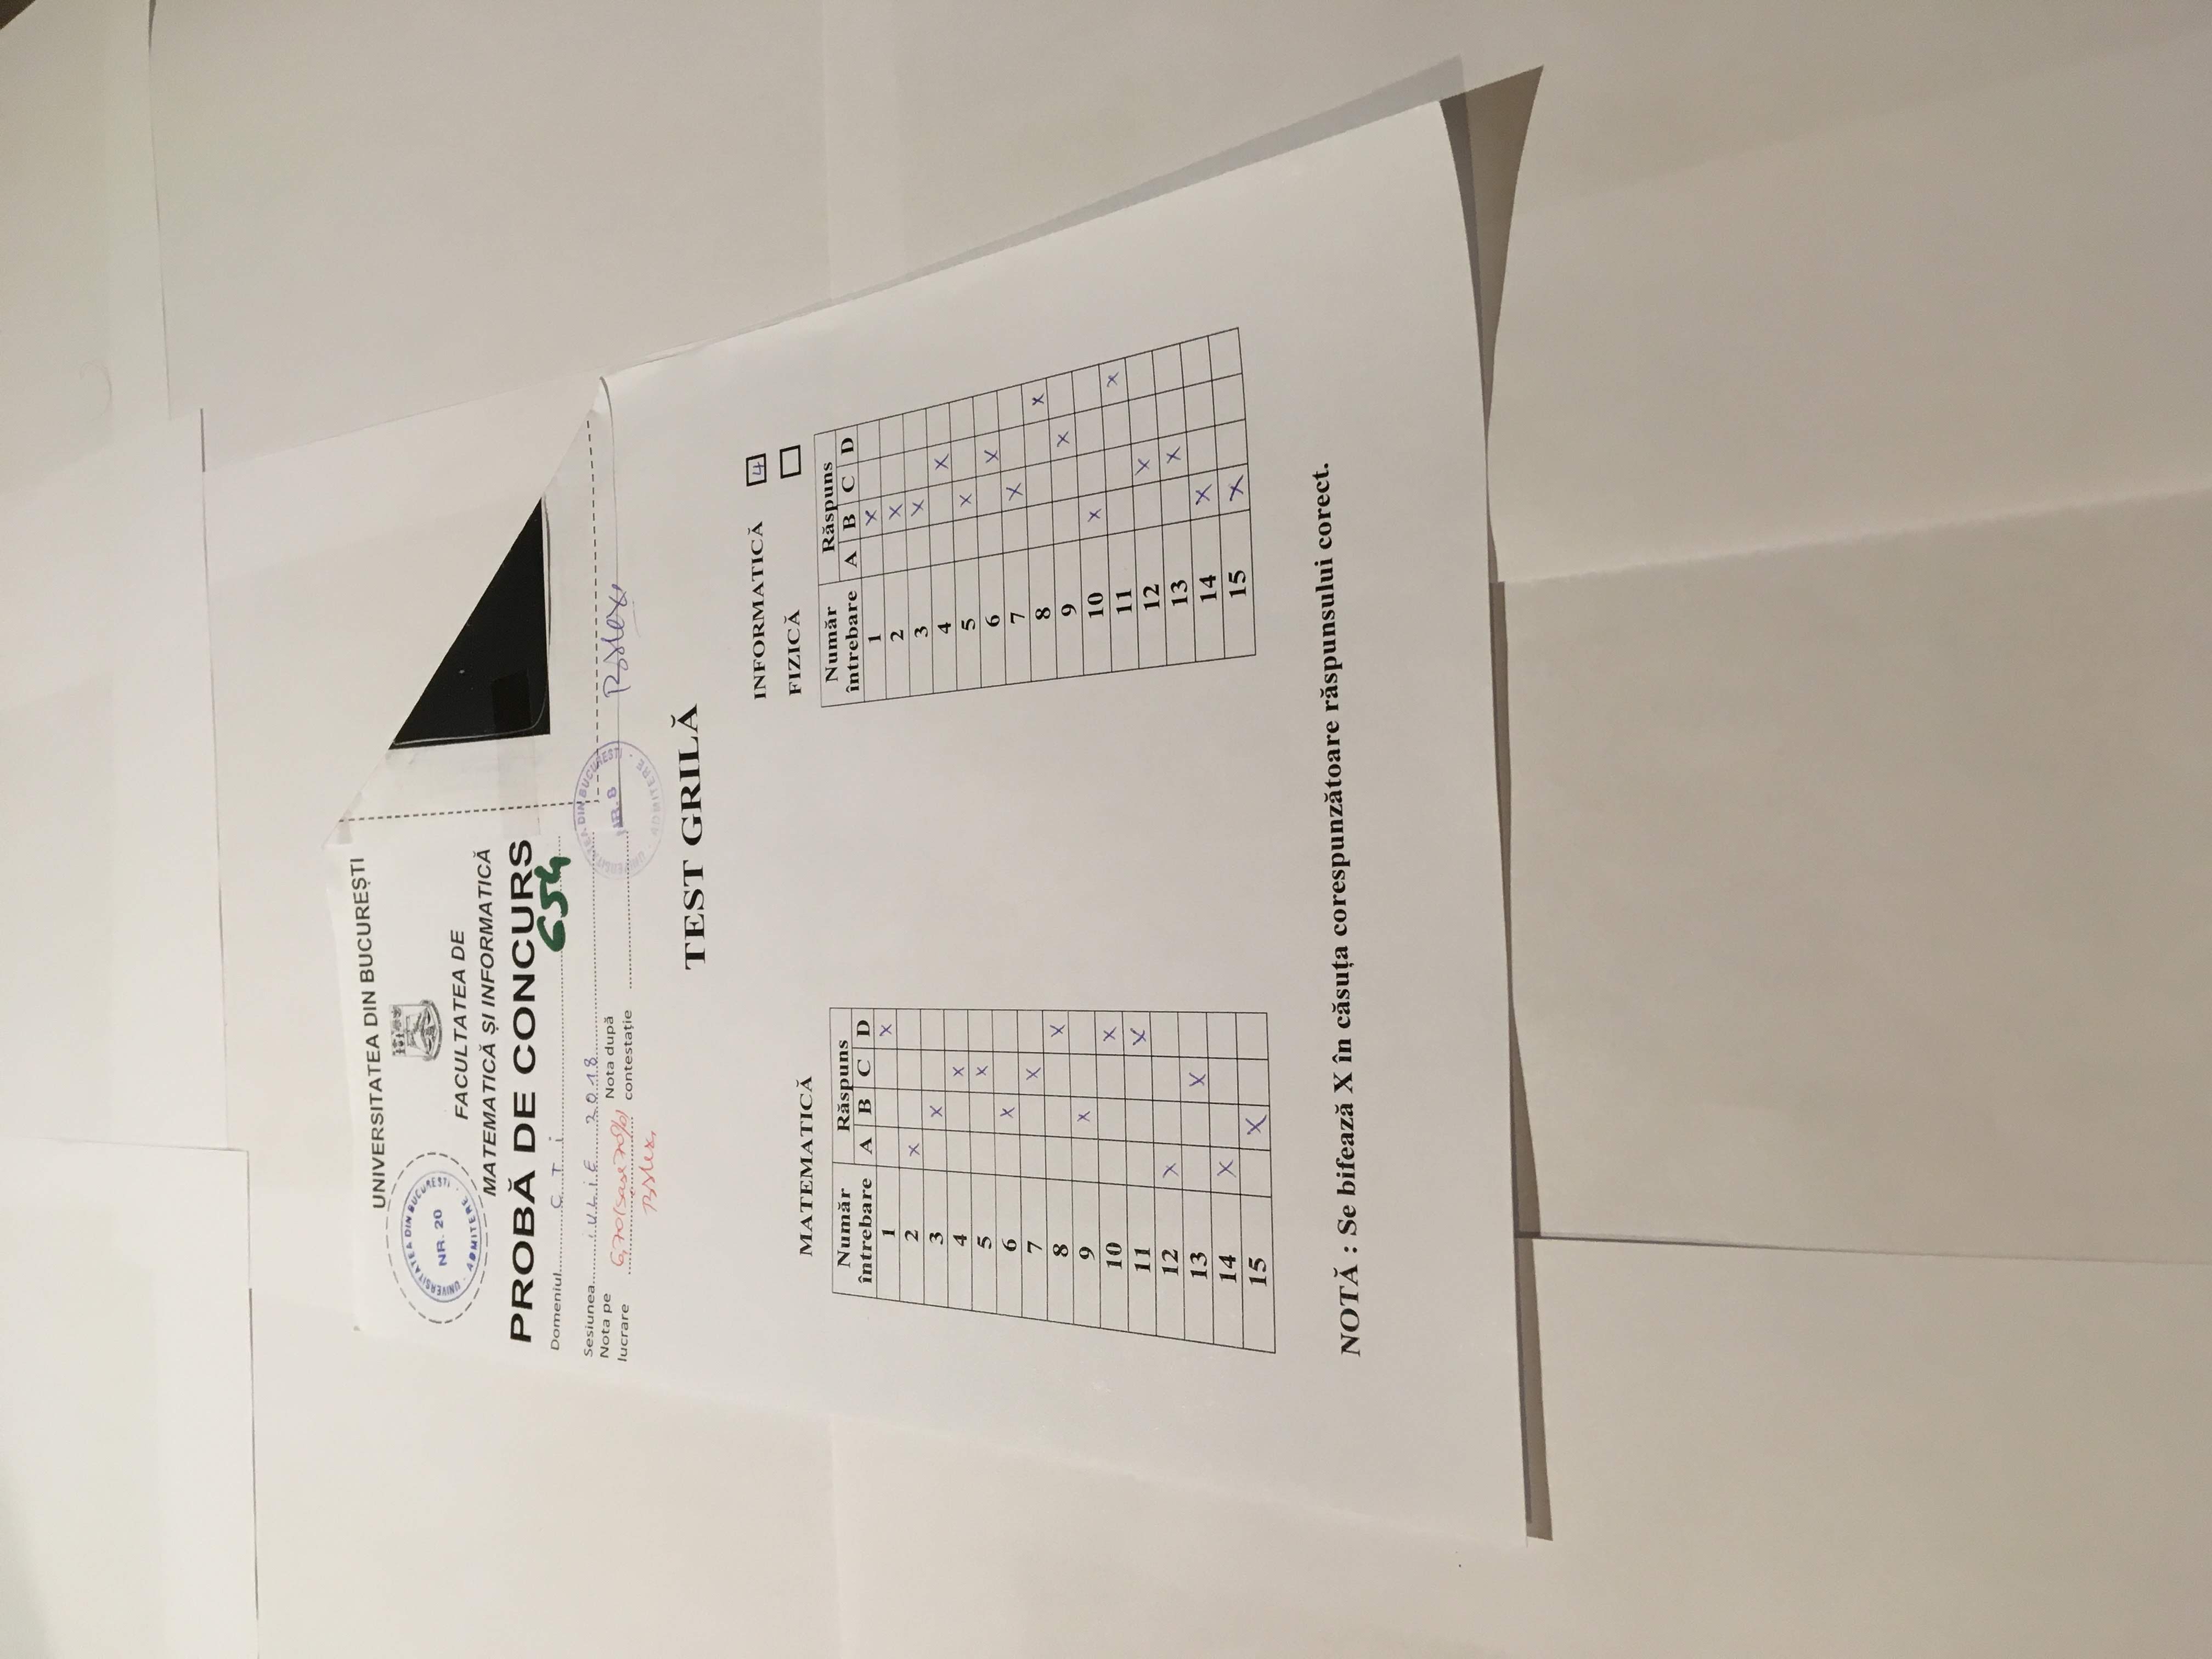 UNIVERSITATEA DIN BUCUREȘTI
UNIVERSITATEA DIN BUCUREȘTI
NR. 20
ADMITERE
FACULTATEA DE
MATEMATICĂ ȘI INFORMATICĂ
PROBĂ DE CONCURS
Domeniul CTi 654
Sesiunea iULiE 2018
Nota pe lucrare 6,70 (șase 70%)
Nota după contestație
UNIVERSITATEA DIN BUCUREȘTI
NR. 8
ADMITERE
TEST GRILĂ
MATEMATICĂ
Număr întrebare Răspuns
A B C D
1 X
2 X
3 X
4 X
5 X
6 X
7 X
8 X
9 X
10 X
11 X
12 X
13 X
14 X
15 X
INFORMATICĂ 4
FIZICĂ
Număr întrebare Răspuns
A B C D
1 X
2 X
3 X
4 X
5 X
6 X
7 X
8 X
9 X
10 X
11 X
12 X
13 X
14 X
15 X
NOTĂ : Se bifează X în căsuța corespunzătoare răspunsului corect.